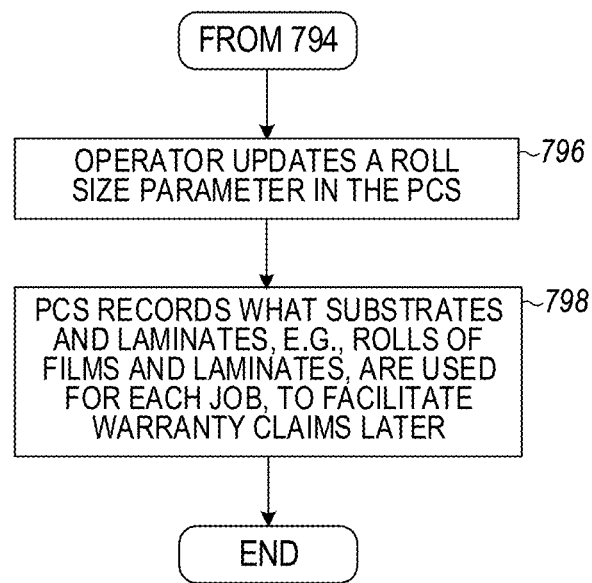 FROM 794
OPERATOR UPDATES A ROLL
SIZE PARAMETER IN THE PCS
796
PCS RECORDS WHAT SUBSTRATES
AND LAMINATES, E.G., ROLLS OF
FILMS AND LAMINATES, ARE USED
FOR EACH JOB, TO FACILITATE
WARRANTY CLAIMS LATER
798
END